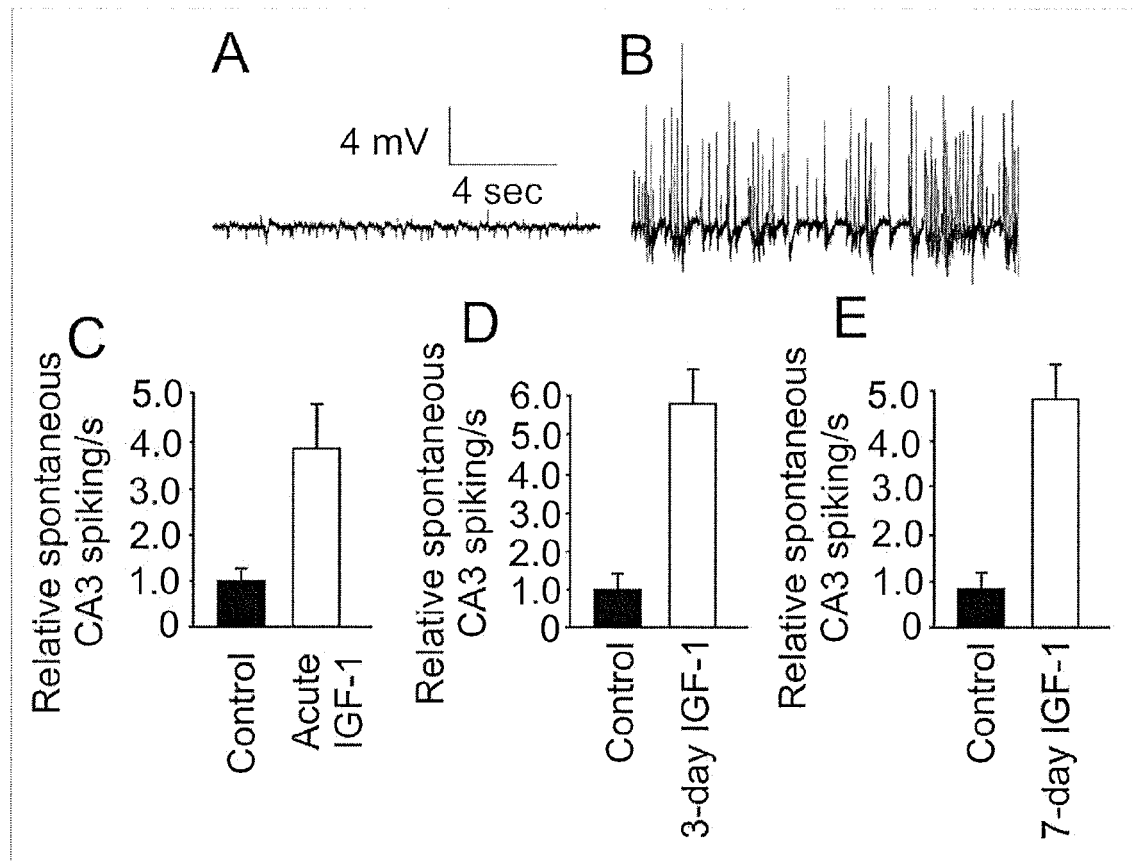 A
B
4 mV
4 sec
C
Relative spontaneous
CA3 spiking/s
5.0
4.0
3.0
2.0
1.0
0
Control
Acute
IGF-1
D
Relative spontaneous
CA3 spiking/s
6.0
5.0
4.0
3.0
2.0
1.0
0
Control
3-day IGF-1
E
Relative spontaneous
CA3 spiking/s
5.0
4.0
3.0
2.0
1.0
0
Control
7-day IGF-1